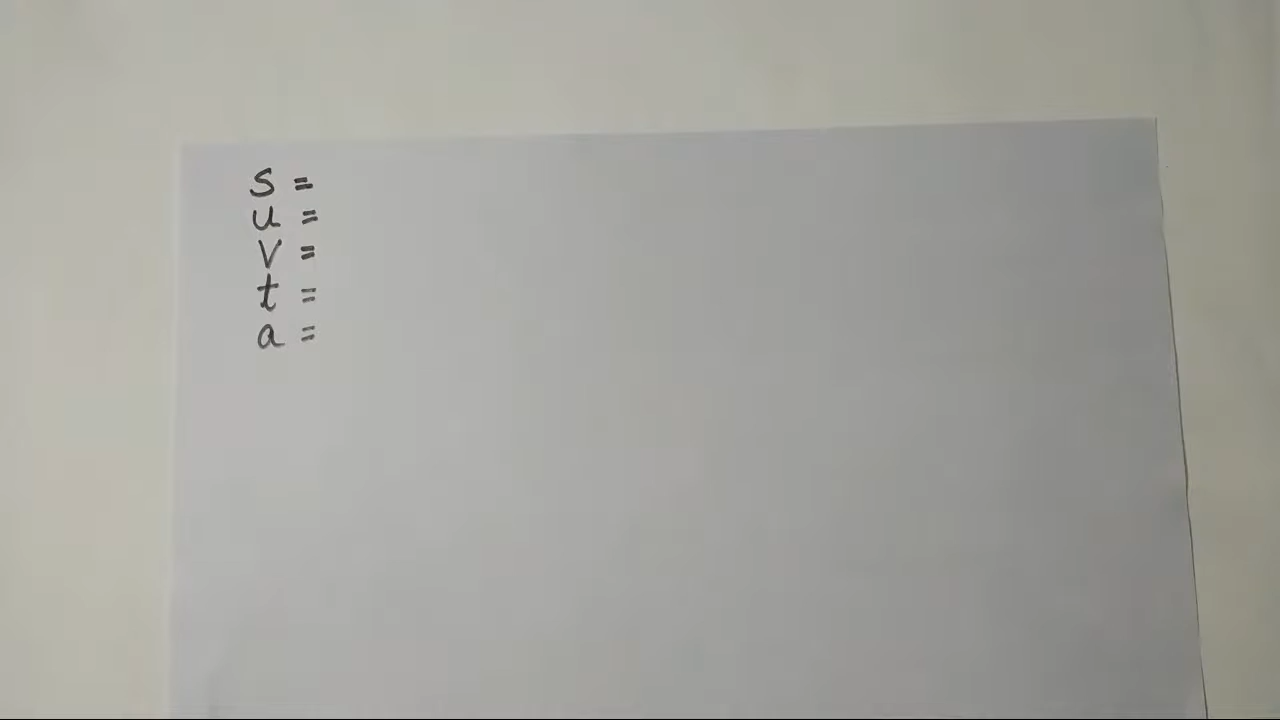 s =
u =
v =
t =
a =